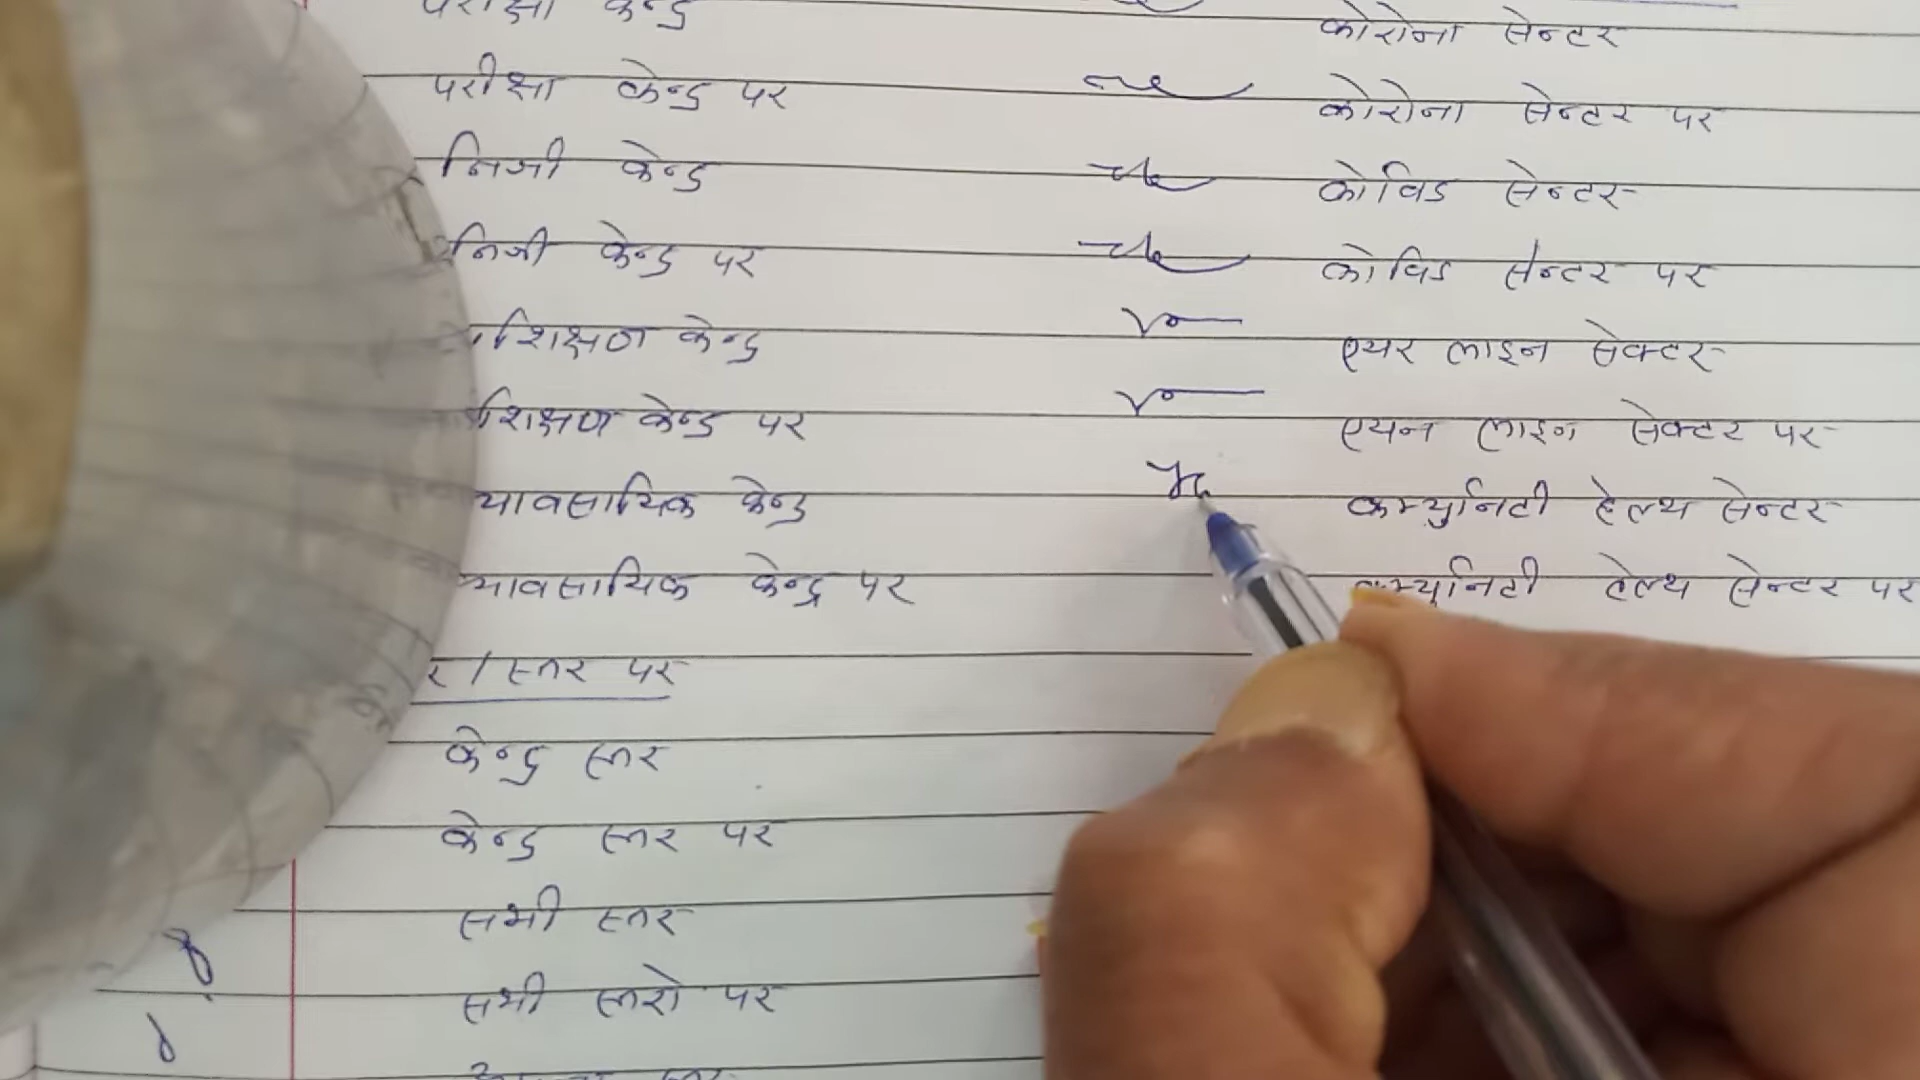 परीक्षा केन्द्र
परीक्षा केन्द्र पर
निजी केन्द्र
निजी केन्द्र पर
शिक्षण केन्द्र
शिक्षण केन्द्र पर
यावसायिक केन्द्र
यावसायिक केन्द्र पर
र / स्तर पर
केन्द्र स्तर
केन्द्र स्तर पर
सभी स्तर
सभी स्तरो पर
कोरोना सेन्टर
कोरोना सेन्टर पर
कोविड सेन्टर
कोविड सेन्टर पर
एयर लाइन सेक्टर
एयन लाइन सेक्टर पर
कम्युनिटी हेल्थ सेन्टर
कम्युनिटी हेल्थ सेन्टर पर